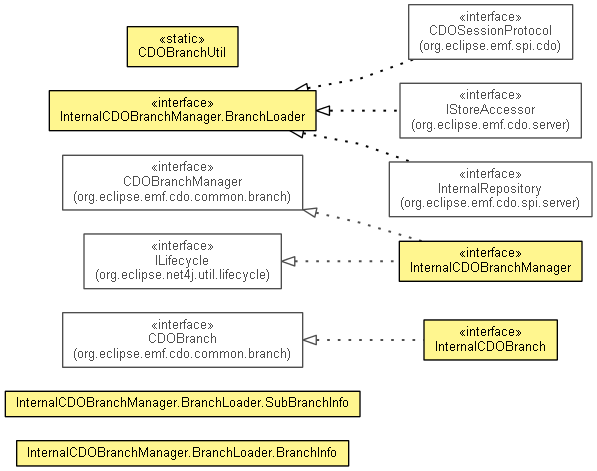 «interface»
CDOSessionProtocol
(org.eclipse.emf.spi.cdo)
«static»
CDOBranchUtil
«interface»
InternalCDOBranchManager.BranchLoader
«interface»
IStoreAccessor
(org.eclipse.emf.cdo.server)
«interface»
CDOBranchManager
(org.eclipse.emf.cdo.common.branch)
«interface»
InternalRepository
(org.eclipse.emf.cdo.spi.server)
«interface»
ILifecycle
(org.eclipse.net4j.util.lifecycle)
«interface»
InternalCDOBranchManager
«interface»
CDOBranch
(org.eclipse.emf.cdo.common.branch)
«interface»
InternalCDOBranch
InternalCDOBranchManager.BranchLoader.SubBranchInfo
InternalCDOBranchManager.BranchLoader.BranchInfo